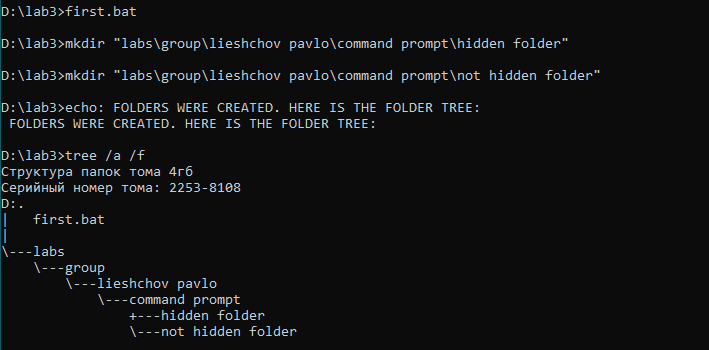 D:\lab3>first.bat
D:\lab3>mkdir "labs\group\lieshchov pavlo\command prompt\hidden folder"
D:\lab3>mkdir "labs\group\lieshchov pavlo\command prompt\not hidden folder"
D:\lab3>echo: FOLDERS WERE CREATED. HERE IS THE FOLDER TREE:
 FOLDERS WERE CREATED. HERE IS THE FOLDER TREE:
D:\lab3>tree /a /f
Структура папок тома 4гб
Серийный номер тома: 2253-8108
D:.
|   first.bat
|
\---labs
    \---group
        \---lieshchov pavlo
            \---command prompt
                +---hidden folder
                \---not hidden folder